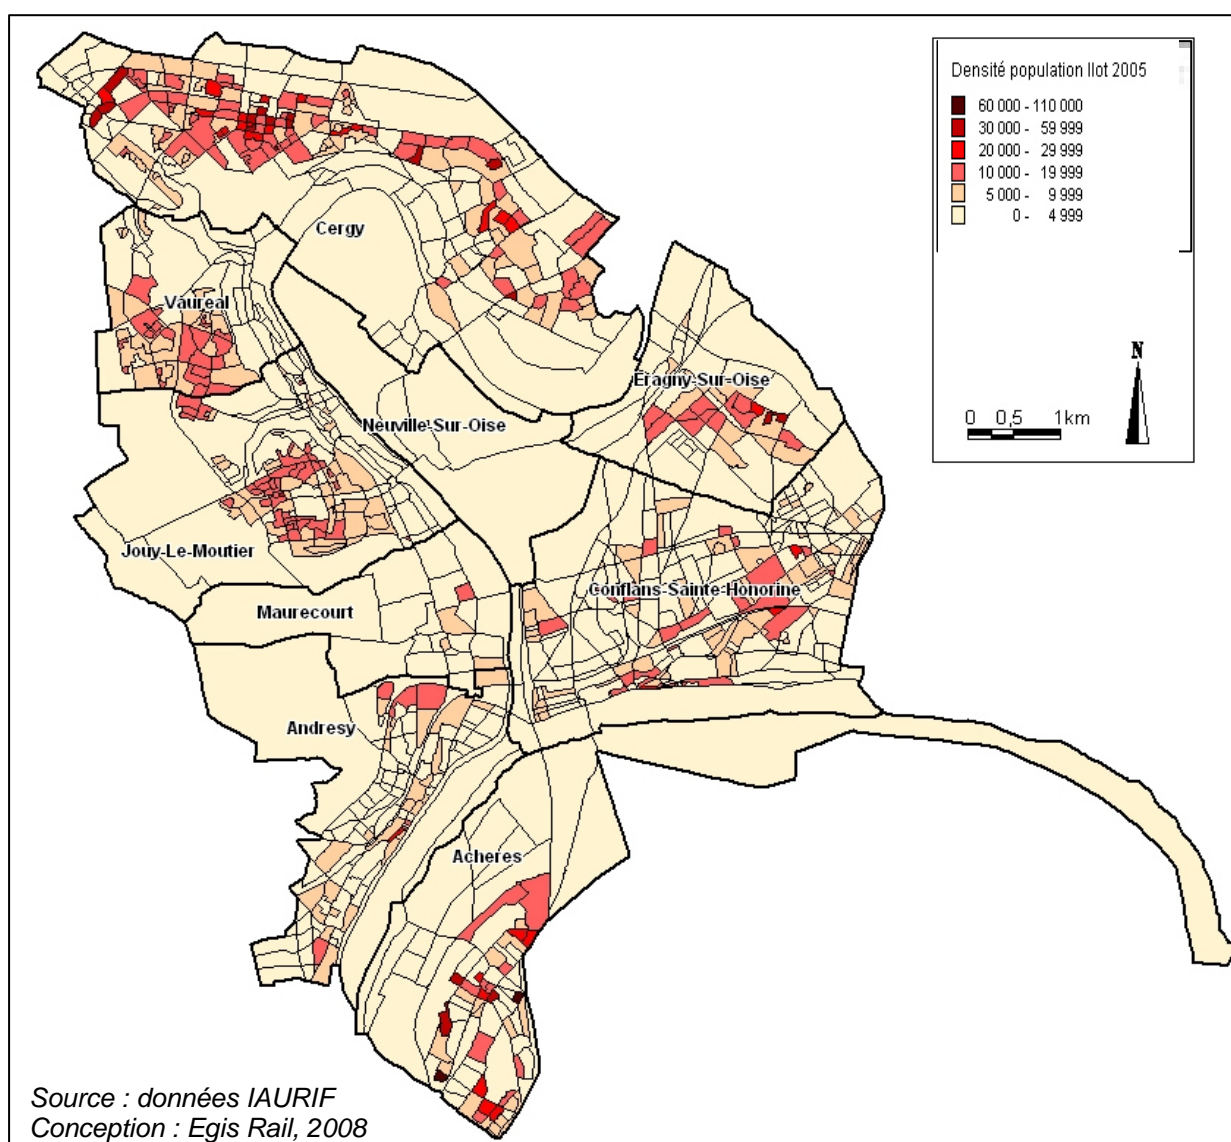 Densité population Ilot 2005
60 000 - 110 000
30 000 - 59 999
20 000 - 29 999
10 000 - 19 999
5 000 - 9 999
0 - 4 999
Cergy
Vaureal
Eragny-Sur-Oise
N
Neuville-Sur-Oise
0 0,5 1km
Jouy-Le-Moutier
Conflans-Sainte-Honorine
Maurecourt
Andresy
Acheres
Source : données IAURIF
Conception : Egis Rail, 2008